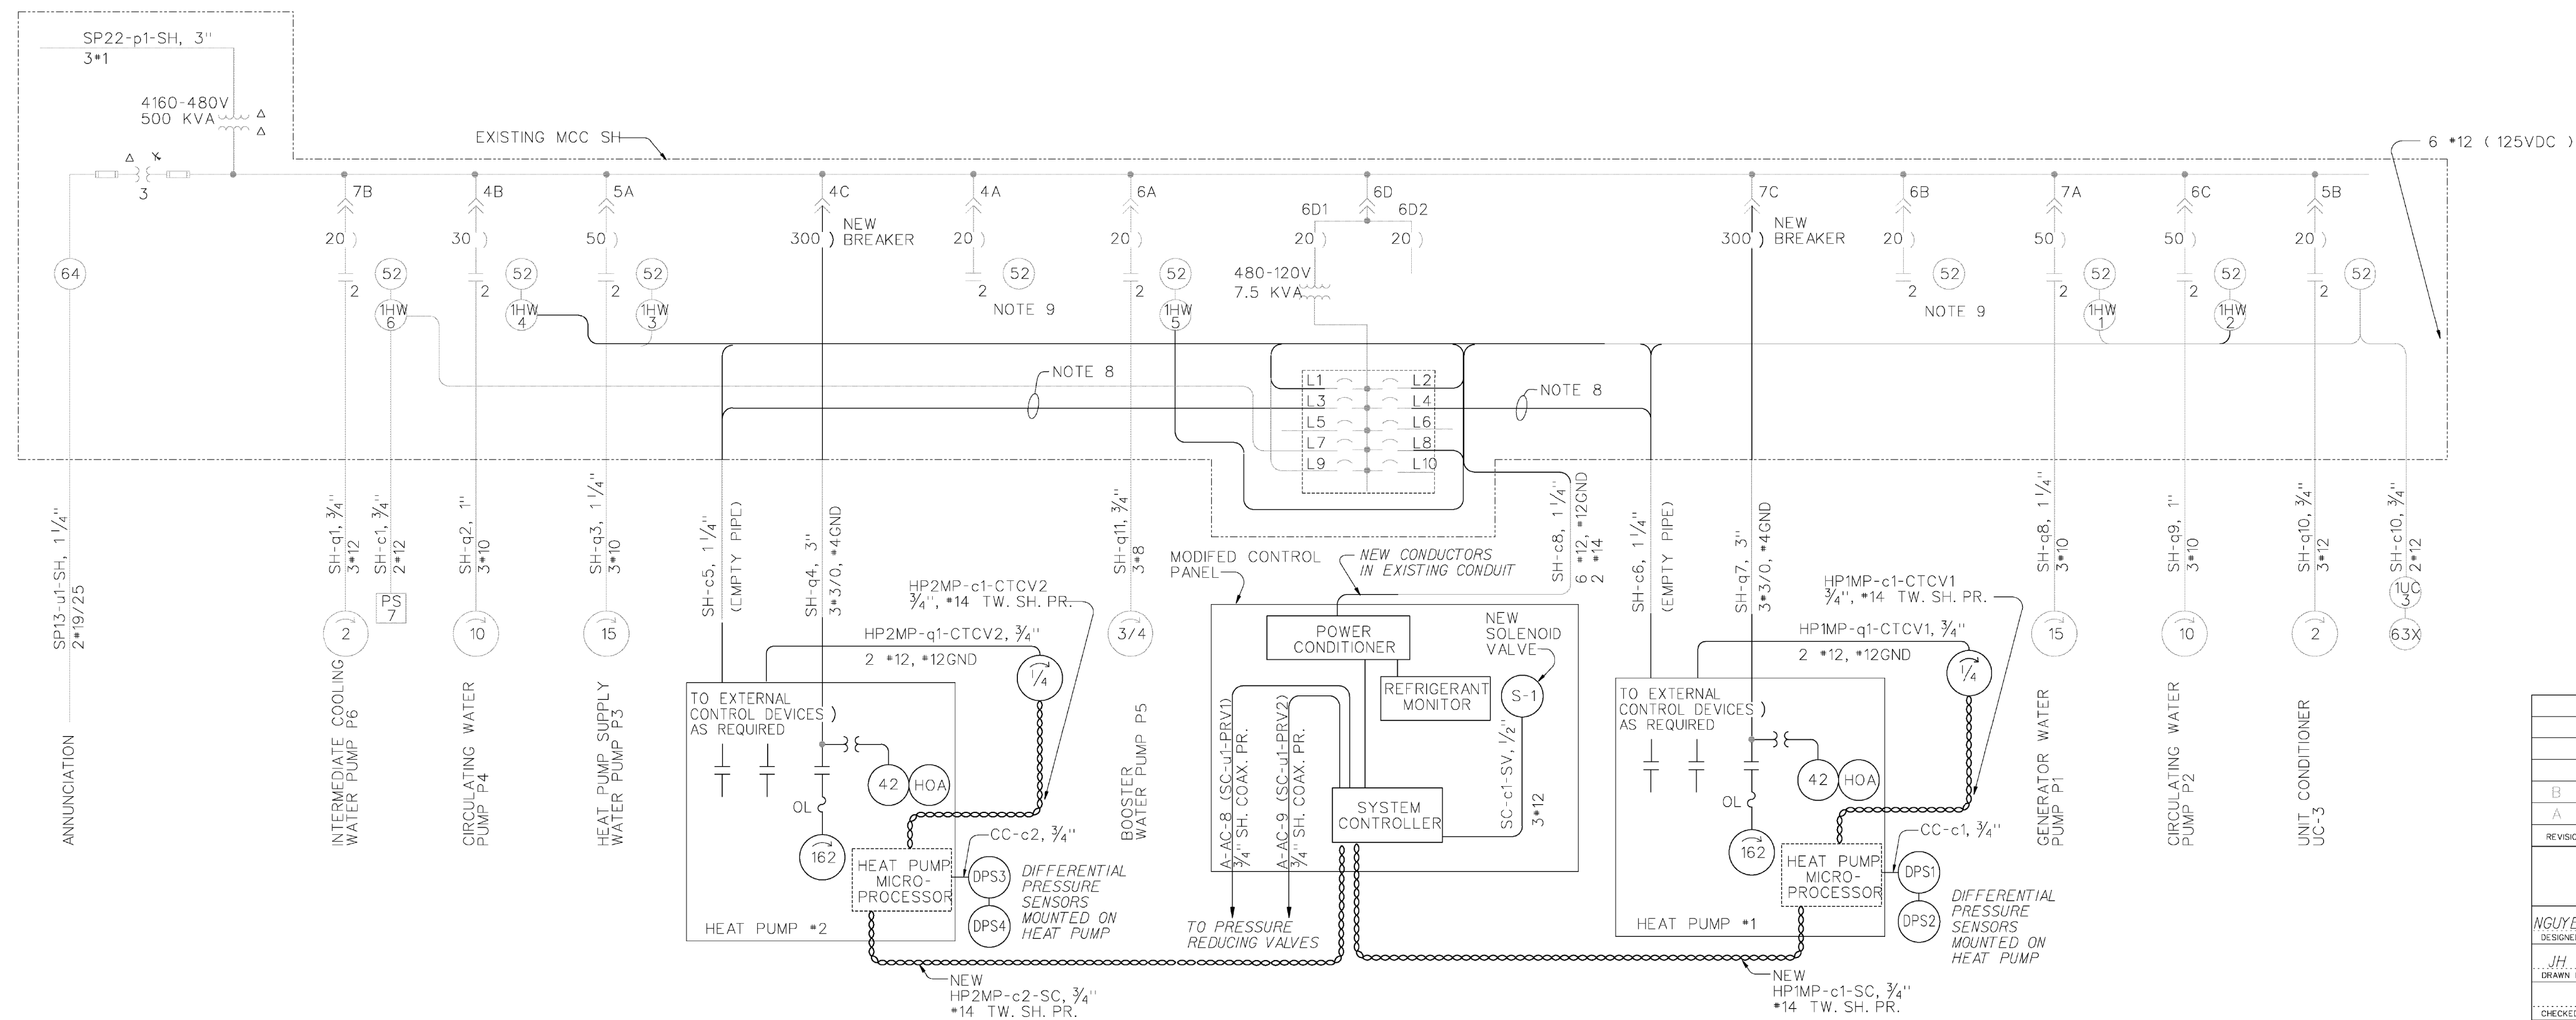 SP22-p1-SH, 3"
3#1
4160-480V
500 KVA
Δ
Δ
Δ Y
3
EXISTING MCC SH
6 #12 ( 125VDC )
7B
4B
5A
4C
4A
6A
6D
7C
6B
7A
6C
5B
6D1
6D2
20 )
30 )
50 )
300 )
NEW
BREAKER
20 )
20 )
20 )
20 )
300 )
NEW
BREAKER
20 )
50 )
50 )
20 )
64
2
52
1HW
6
2
52
1HW
4
2
52
1HW
3
2
52
NOTE 9
2
52
1HW
5
480-120V
7.5 KVA
2
52
NOTE 9
2
52
1HW
1
2
52
1HW
2
2
52
NOTE 8
NOTE 8
L1
L2
L3
L4
L5
L6
L7
L8
L9
L10
SP13-u1-SH, 1 1/4"
2#19/25
ANNUNCIATION
SH-q1, 3/4"
3#12
2
INTERMEDIATE COOLING
WATER PUMP P6
SH-c1, 3/4"
2#12
PS
7
SH-q2, 1"
3#10
10
CIRCULATING WATER
PUMP P4
SH-q3, 1 1/4"
3#10
15
HEAT PUMP SUPPLY
WATER PUMP P3
SH-c5, 1 1/4"
(EMPTY PIPE)
SH-q4, 3"
3#3/0, #4GND
HP2MP-c1-CTCV2
3/4", #14 TW. SH. PR.
HP2MP-q1-CTCV2, 3/4"
2 #12, #12GND
1/4
TO EXTERNAL
CONTROL DEVICES
AS REQUIRED
)
42
HOA
OL
162
HEAT PUMP
MICRO-
PROCESSOR
HEAT PUMP #2
CC-c2, 3/4"
DPS3
DPS4
DIFFERENTIAL
PRESSURE
SENSORS
MOUNTED ON
HEAT PUMP
NEW
HP2MP-c2-SC, 3/4"
#14 TW. SH. PR.
SH-q11, 3/4"
3#8
3/4
BOOSTER
WATER PUMP P5
MODIFED CONTROL
PANEL
NEW CONDUCTORS
IN EXISTING CONDUIT
SH-c8, 1 1/4"
6 #12, #12GND
2 #14
POWER
CONDITIONER
REFRIGERANT
MONITOR
NEW
SOLENOID
VALVE
S-1
SYSTEM
CONTROLLER
SC-c1-SV, 1/2"
3#12
A-AC-8 (SC-u1-PRV1)
3/4" SH. COAX. PR.
A-AC-9 (SC-u1-PRV2)
3/4" SH. COAX. PR.
TO PRESSURE
REDUCING VALVES
SH-c6, 1 1/4"
(EMPTY PIPE)
SH-q7, 3"
3#3/0, #4GND
HP1MP-c1-CTCV1
3/4", #14 TW. SH. PR.
HP1MP-q1-CTCV1, 3/4"
2 #12, #12GND
1/4
TO EXTERNAL
CONTROL DEVICES
AS REQUIRED
)
42
HOA
OL
162
HEAT PUMP
MICRO-
PROCESSOR
HEAT PUMP #1
CC-c1, 3/4"
DPS1
DPS2
DIFFERENTIAL
PRESSURE
SENSORS
MOUNTED ON
HEAT PUMP
NEW
HP1MP-c1-SC, 3/4"
#14 TW. SH. PR.
SH-q8, 1 1/4"
3#10
15
GENERATOR WATER
PUMP P1
SH-q9, 1"
3#10
10
CIRCULATING WATER
PUMP P2
SH-q10, 3/4"
3#12
2
UNIT CONDITIONER
UC-3
SH-c10, 3/4"
2#12
1UC
3
63X
B
A
JH
DRAWN